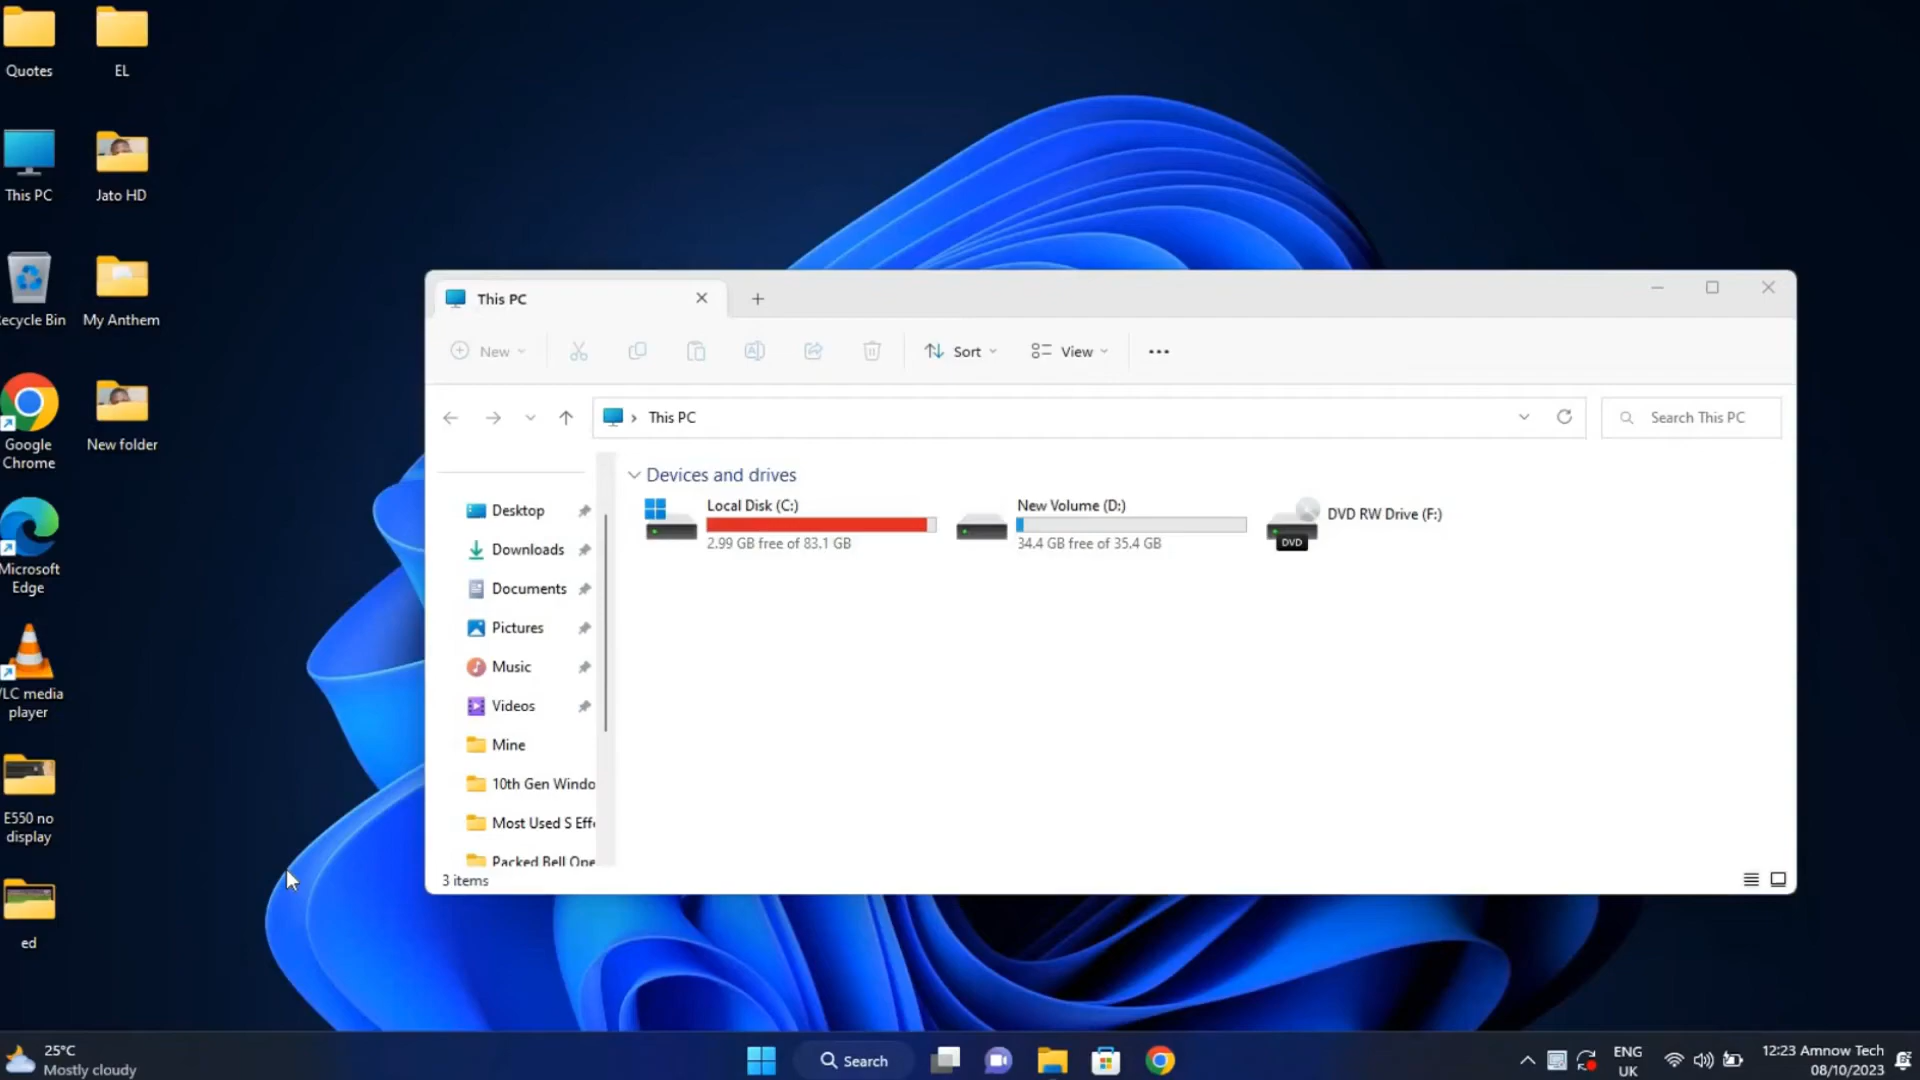 Quotes
EL
This PC
Jato HD
ecycle Bin
My Anthem
Google
Chrome
New folder
Microsoft
Edge
VLC media
player
E550 no
display
ed
This PC
New
Sort
View
This PC
Search This PC
Desktop
Downloads
Documents
Pictures
Music
Videos
Mine
10th Gen Windo
Most Used S Effe
Packed Bell Ope
3 items
Devices and drives
Local Disk (C:)
2.99 GB free of 83.1 GB
New Volume (D:)
34.4 GB free of 35.4 GB
DVD
DVD RW Drive (F:)
25°C
Mostly cloudy
Search
ENG
UK
12:23 Amnow Tech
08/10/2023